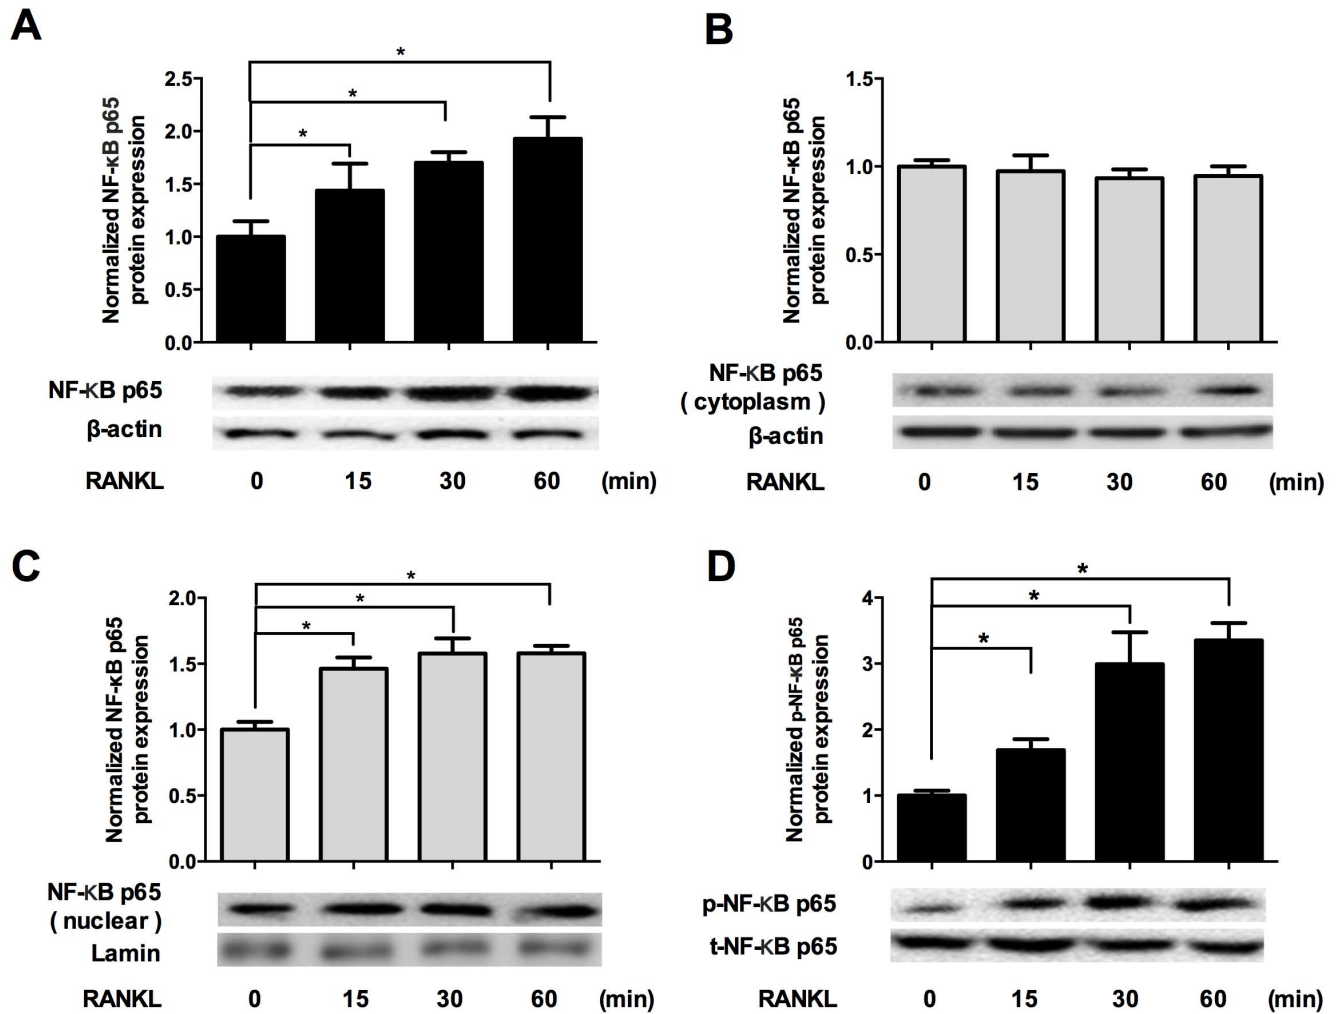 A
Normalized NF-κB p65
protein expression
2.5
2.0
1.5
1.0
0.5
0.0
*
*
*
NF-κB p65
β-actin
RANKL 0 15 30 60 (min)
B
Normalized NF-κB p65
protein expression
1.5
1.0
0.5
0.0
NF-κB p65
( cytoplasm )
β-actin
RANKL 0 15 30 60 (min)
C
Normalized NF-κB p65
protein expression
2.0
1.5
1.0
0.5
0.0
*
*
*
NF-κB p65
( nuclear )
Lamin
RANKL 0 15 30 60 (min)
D
Normalized p-NF-κB p65
protein expression
4
3
2
1
0
*
*
*
p-NF-κB p65
t-NF-κB p65
RANKL 0 15 30 60 (min)